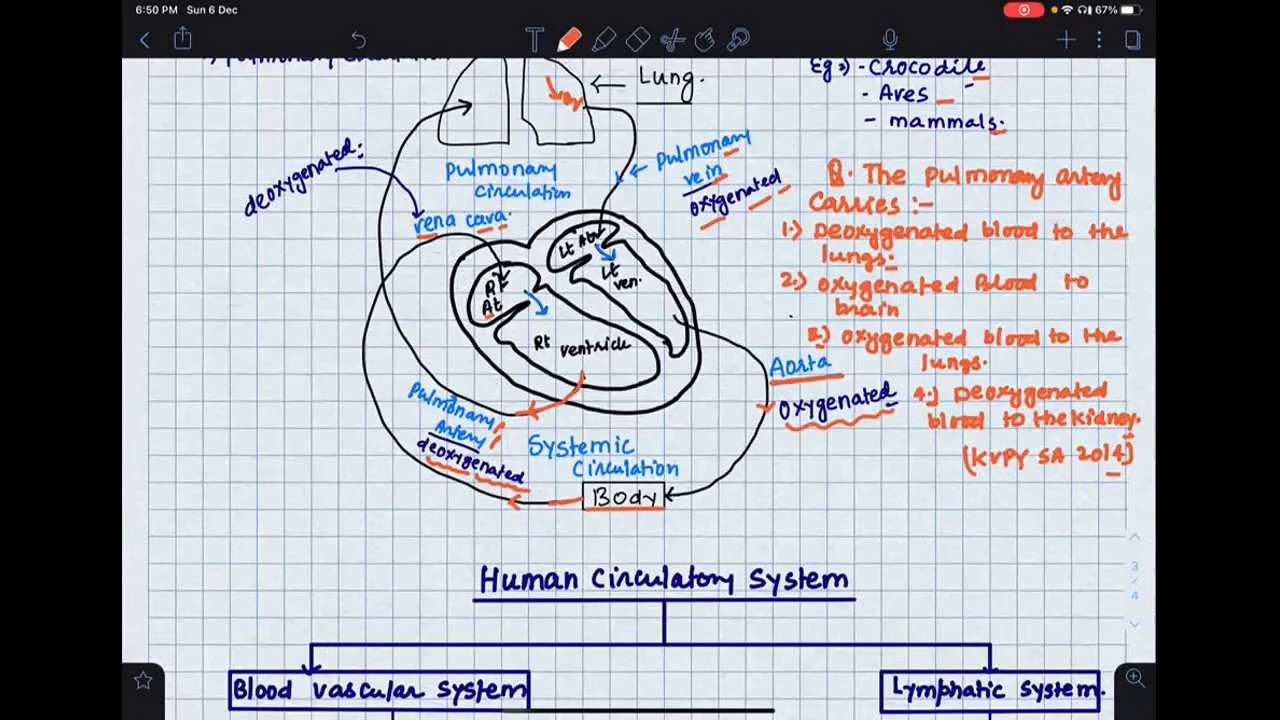 6:50 PM Sun 6 Dec
67%
T
Lung.
Eg :) - Crocodile
- Aves
- mammals.
deoxygenated:
Pulmonary
circulation
Pulmonary
vein
oxygenated
vena cava.
Lt Atr
Lt
ven.
Rt
At
Rt ventricle
Q. The pulmonary artery
Carries :-
1.) Deoxygenated blood to the
lungs.
2.) oxygenated Blood to
brain
3.) oxygenated blood to the
lungs.
4.) Deoxygenated
blood to the kidney.
(KVPY SA 2014)
Aorta
oxygenated
Pulmonary
Artery
deoxygenated
Systemic
Circulation
Body
3
/
4
Human Circulatory System
Blood vascular system
Lymphatic system.